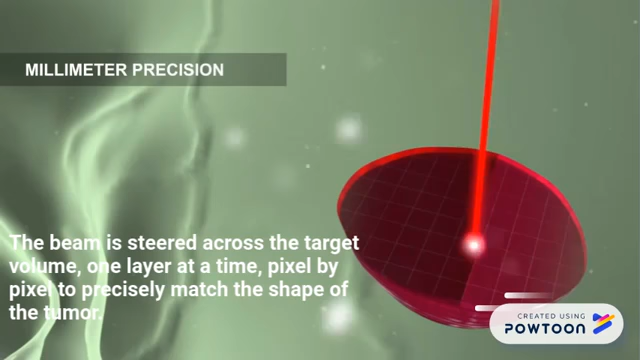 MILLIMETER PRECISION
The beam is steered across the target
volume, one layer at a time, pixel by
pixel to precisely match the shape of
the tumor.
CREATED USING
POWTOON